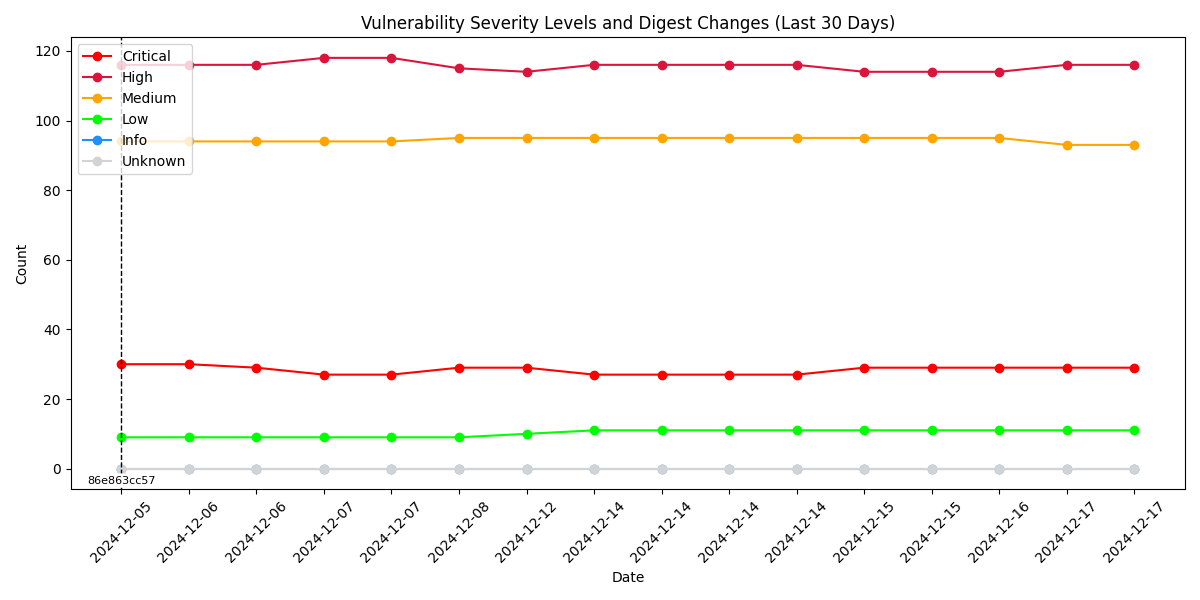 Vulnerability Severity Levels and Digest Changes (Last 30 Days)
Critical
High
Medium
Low
Info
Unknown
Count
120
100
80
60
40
20
0
86e863cc57
2024-12-05
2024-12-06
2024-12-06
2024-12-07
2024-12-07
2024-12-08
2024-12-12
2024-12-14
2024-12-14
2024-12-14
2024-12-14
2024-12-15
2024-12-15
2024-12-16
2024-12-17
2024-12-17
Date